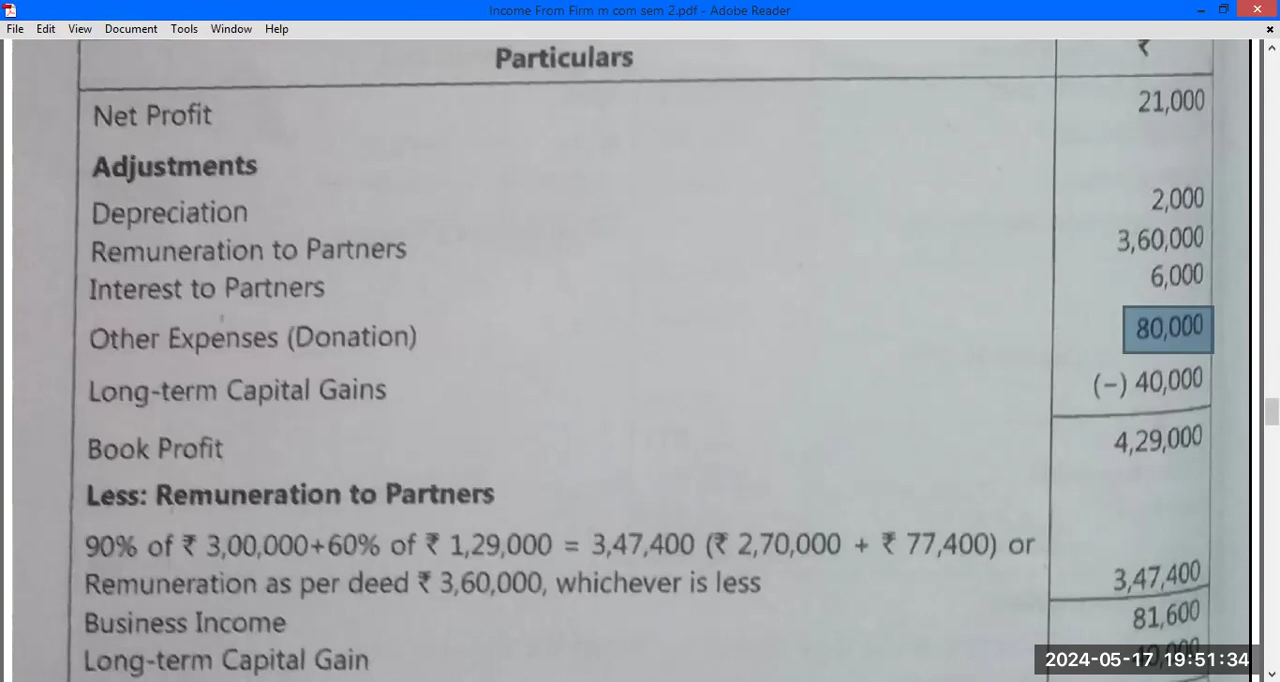 Income From Firm m com sem 2.pdf - Adobe Reader
File Edit View Document Tools Window Help
Particulars ₹
Net Profit 21,000
Adjustments
Depreciation 2,000
Remuneration to Partners 3,60,000
Interest to Partners 6,000
Other Expenses (Donation) 80,000
Long-term Capital Gains (−) 40,000
Book Profit 4,29,000
Less: Remuneration to Partners
90% of ₹ 3,00,000+60% of ₹ 1,29,000 = 3,47,400 (₹ 2,70,000 + ₹ 77,400) or
Remuneration as per deed ₹ 3,60,000, whichever is less 3,47,400
Business Income 81,600
Long-term Capital Gain
2024-05-17 19:51:34